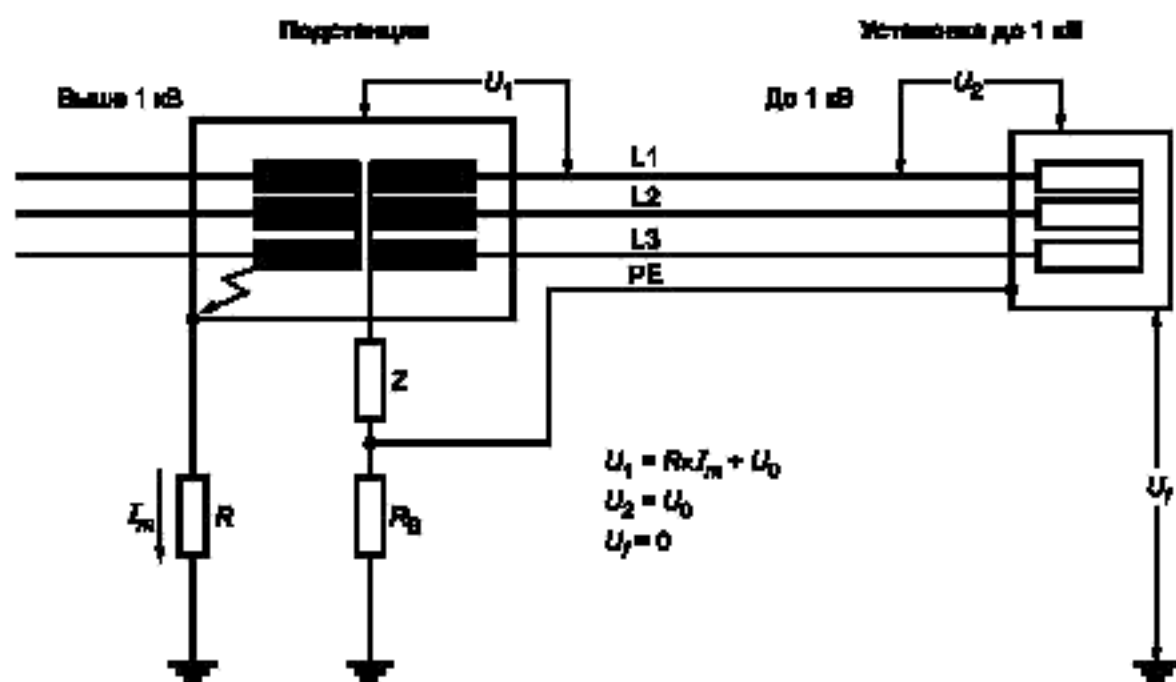 Подстанция
Установка до 1 кВ
Выше 1 кВ
U1
До 1 кВ
U2
L1
L2
L3
PE
Z
U1 = R×Im + U0
U2 = U0
Uf = 0
Im
R
RB
Uf